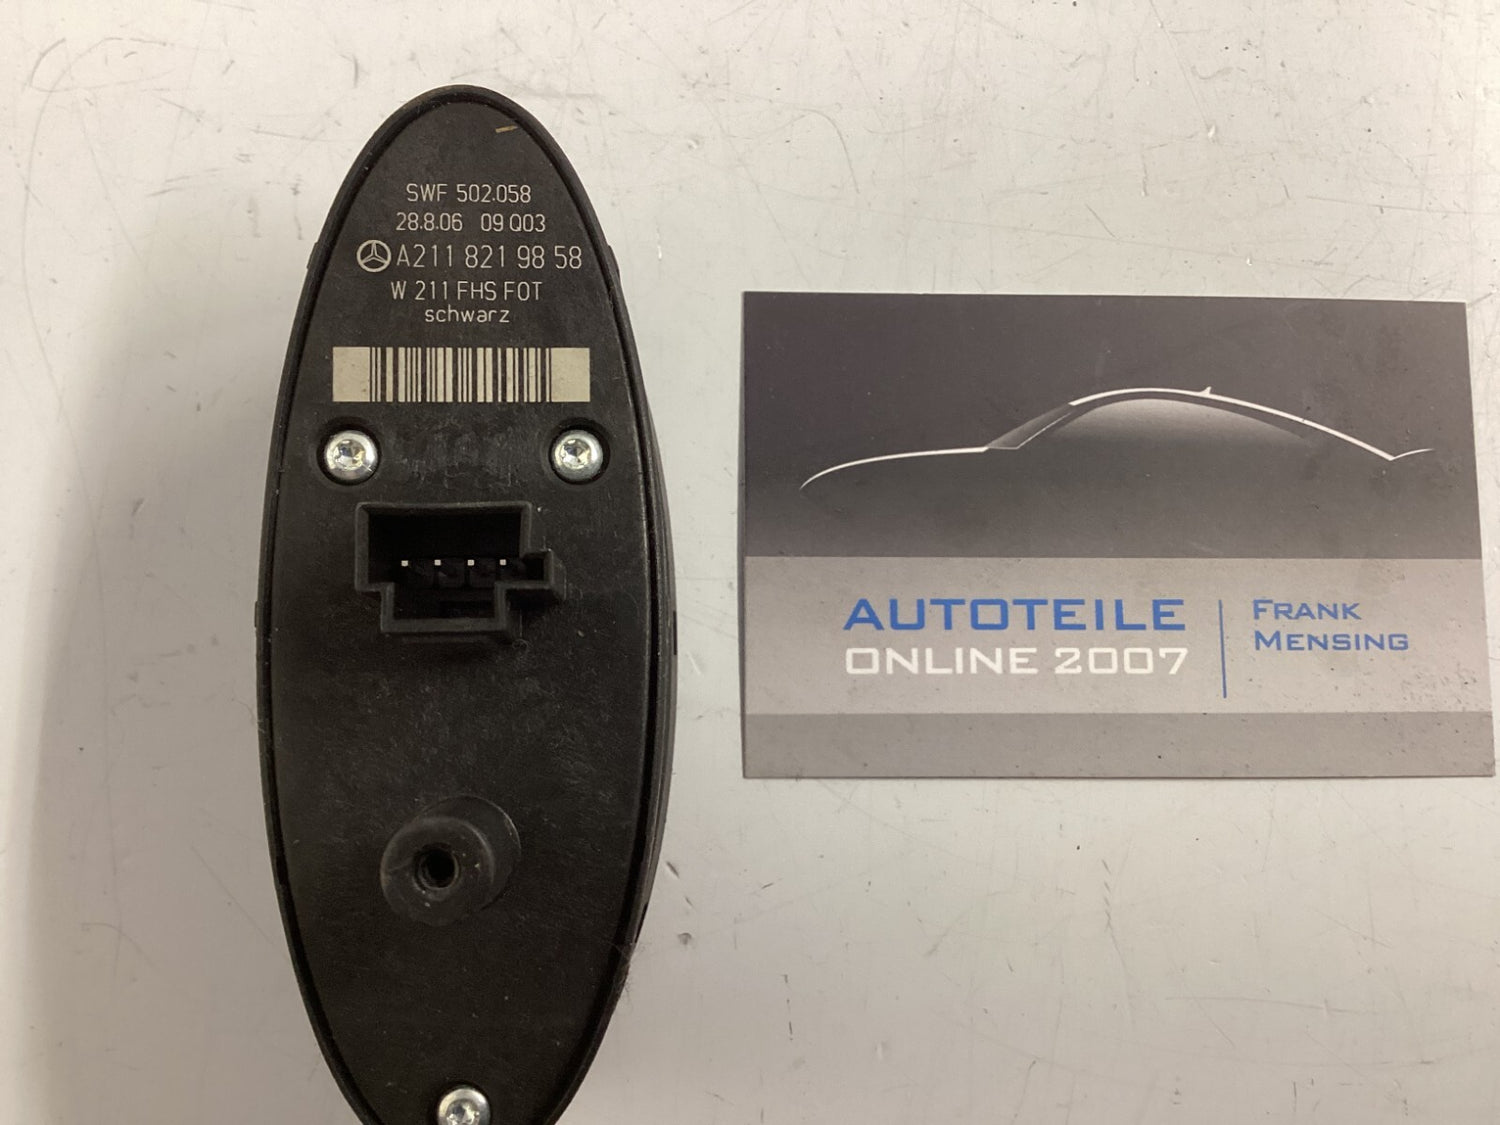 SWF 502.058
28.8.06 09 Q03
A211 821 98 58
W 211 FHS FOT
schwarz
AUTOTEILE
ONLINE 2007
FRANK
MENSING